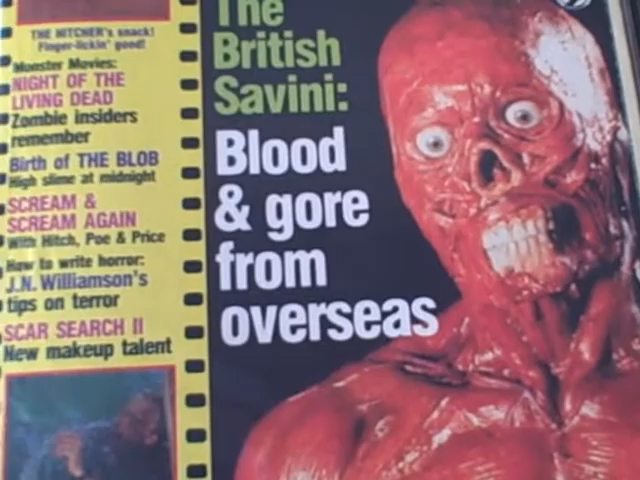 THE HITCHER's snack!
Finger-lickin' good!
Monster Movies:
NIGHT OF THE
LIVING DEAD
Zombie insiders
remember
Birth of THE BLOB
High slime at midnight
SCREAM &
SCREAM AGAIN
With Hitch, Poe & Price
How to write horror:
J.N. Williamson's
tips on terror
SCAR SEARCH II
New makeup talent
The
British
Savini:
Blood
& gore
from
overseas